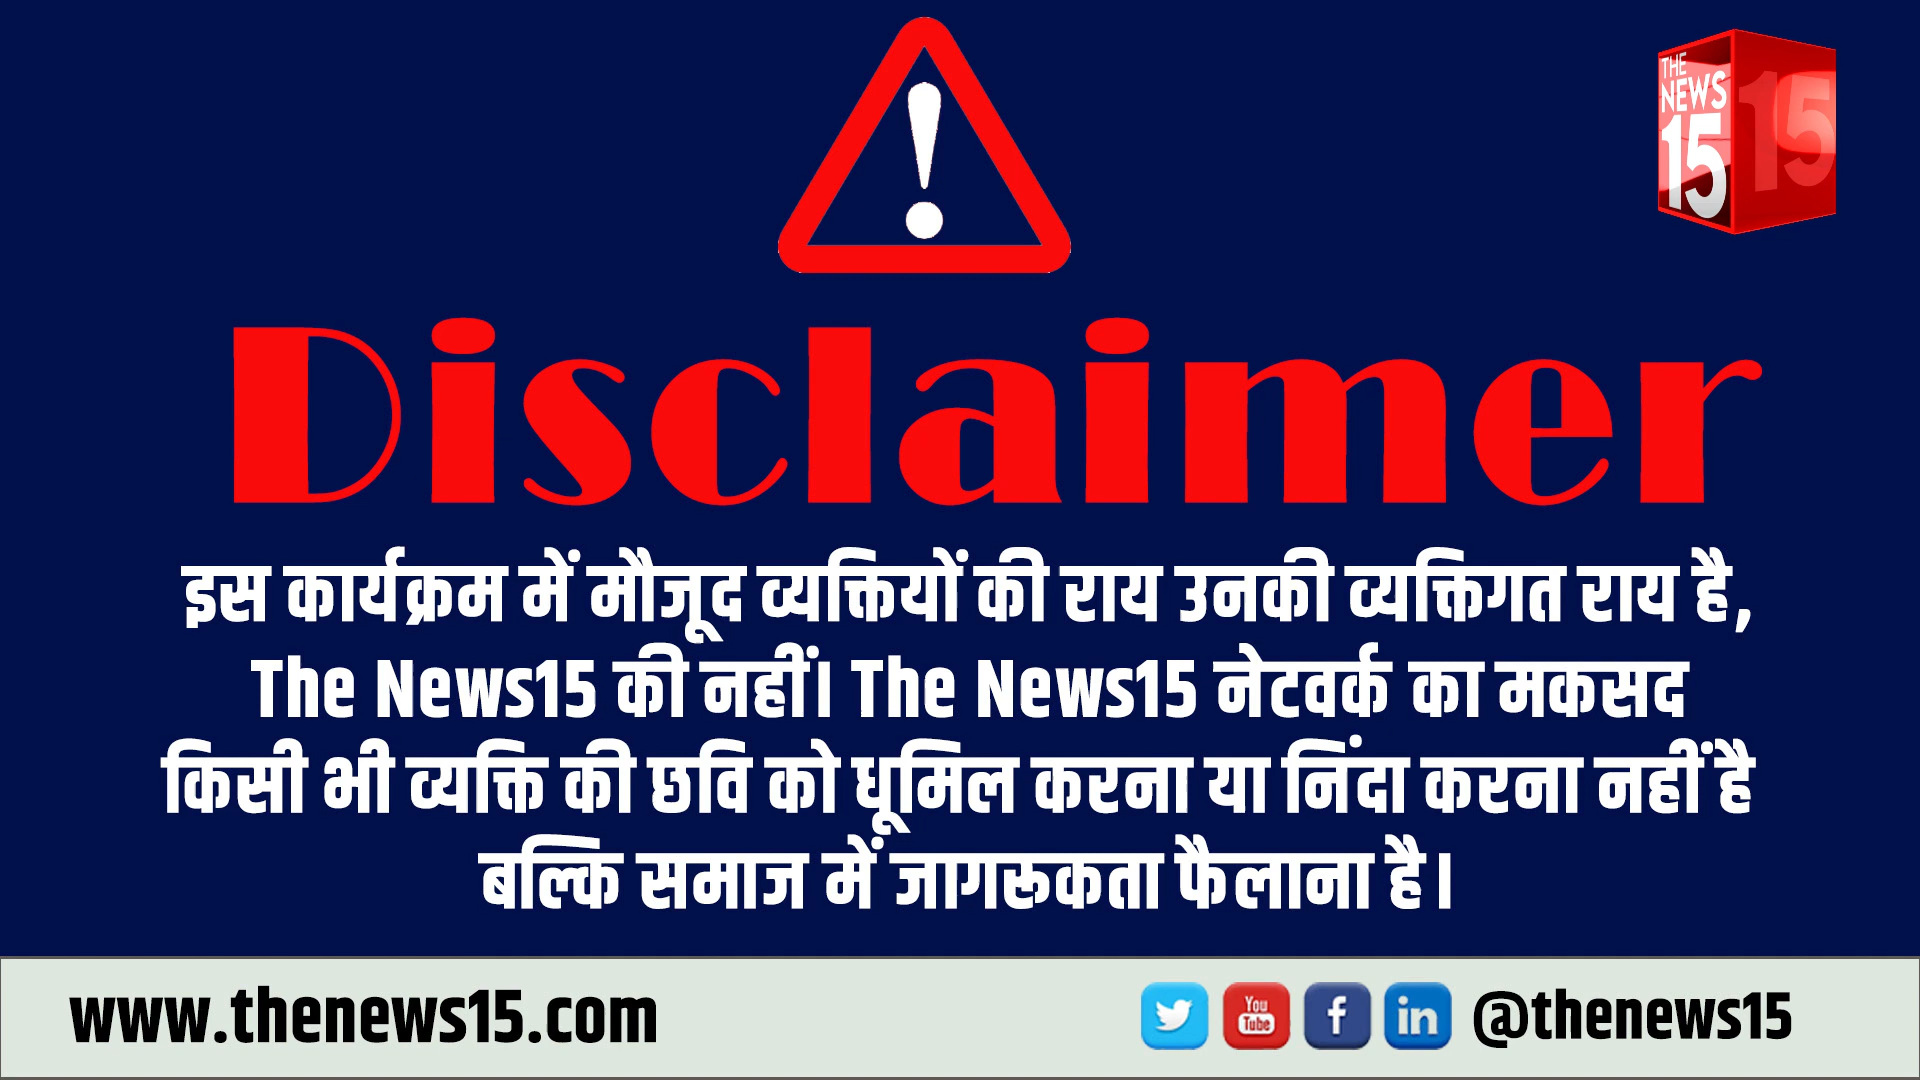 THE
NEWS
15
15
Disclaimer
इस कार्यक्रम में मौजूद व्यक्तियों की राय उनकी व्यक्तिगत राय है,
The News15 की नहीं। The News15 नेटवर्क का मकसद
किसी भी व्यक्ति की छवि को धूमिल करना या निंदा करना नहीं है
बल्कि समाज में जागरूकता फैलाना है।
www.thenews15.com
You
Tube
f
in
@thenews15